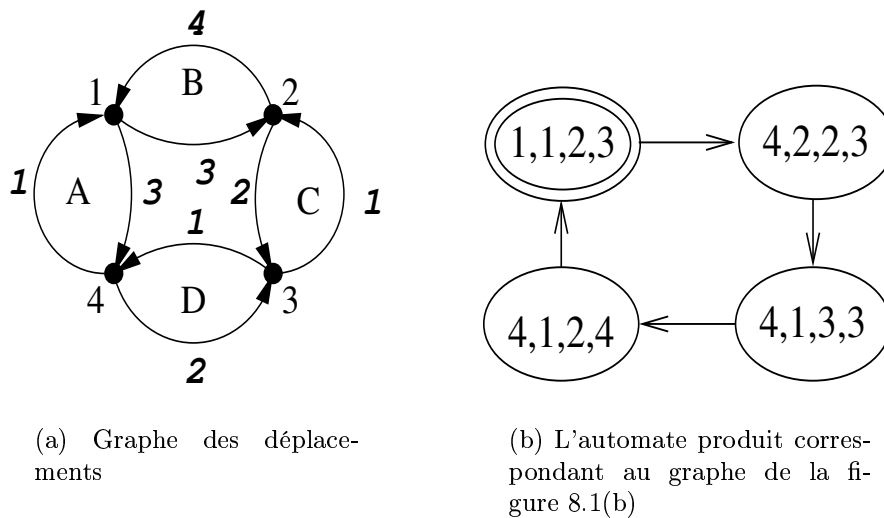 4
1
B
2
1
A
3
3
2
C
1
1
4
D
3
2
1,1,2,3
4,2,2,3
4,1,2,4
4,1,3,3
(a) Graphe des déplace-
ments
(b) L'automate produit corres-
pondant au graphe de la fi-
gure 8.1(b)